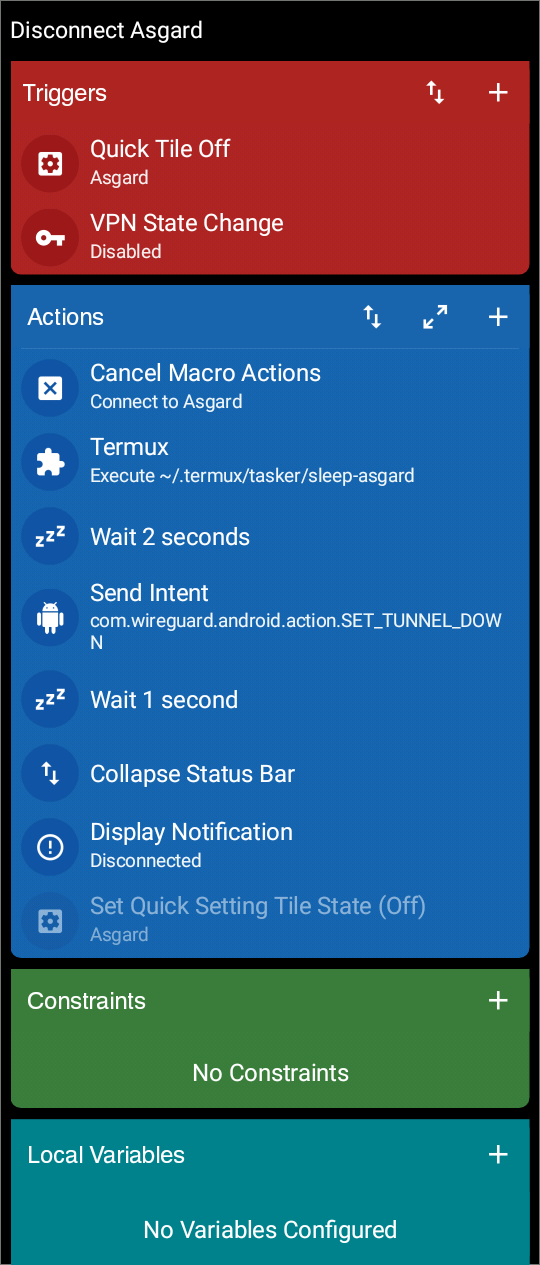 Disconnect Asgard
Triggers
Quick Tile Off
Asgard
VPN State Change
Disabled
Actions
Cancel Macro Actions
Connect to Asgard
Termux
Execute ~/.termux/tasker/sleep-asgard
zzz
Wait 2 seconds
Send Intent
com.wireguard.android.action.SET_TUNNEL_DOW
N
zzz
Wait 1 second
Collapse Status Bar
Display Notification
Disconnected
Set Quick Setting Tile State (Off)
Asgard
Constraints
No Constraints
Local Variables
No Variables Configured